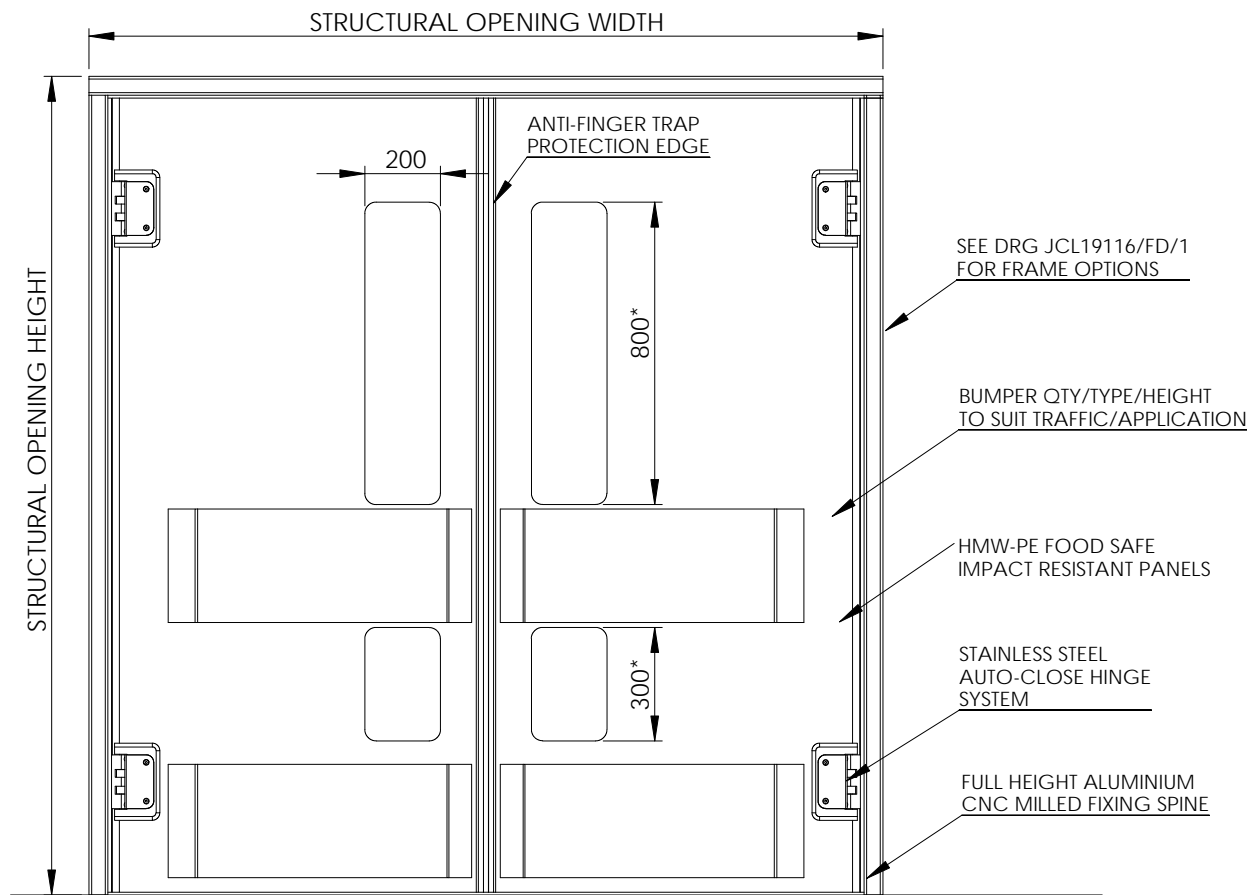 STRUCTURAL OPENING WIDTH
ANTI-FINGER TRAP
PROTECTION EDGE
200
SEE DRG JCL19116/FD/1
FOR FRAME OPTIONS
STRUCTURAL OPENING HEIGHT
800*
BUMPER QTY/TYPE/HEIGHT
TO SUIT TRAFFIC/APPLICATION
HMW-PE FOOD SAFE
IMPACT RESISTANT PANELS
300*
STAINLESS STEEL
AUTO-CLOSE HINGE
SYSTEM
FULL HEIGHT ALUMINIUM
CNC MILLED FIXING SPINE